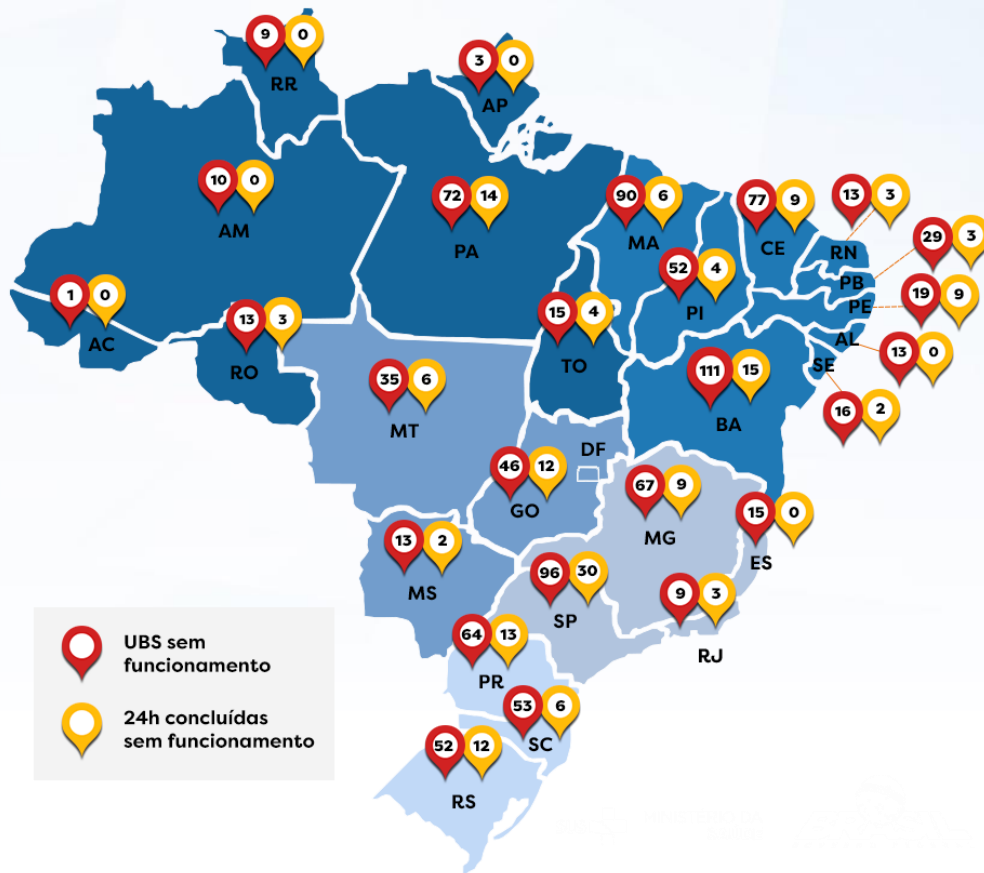 9 0
RR
3 0
AP
10 0
AM
72 14
PA
90 6
MA
77 9
CE
13 3
RN
29 3
PB
52 4
PI
19 9
PE
1 0
AC
13 3
RO
15 4
TO
13 0
AL
16 2
SE
35 6
MT
111 15
BA
46 12
GO
DF
67 9
MG
15 0
ES
13 2
MS
96 30
SP
9 3
RJ
64 13
PR
53 6
SC
52 12
RS
UBS sem
funcionamento
24h concluídas
sem funcionamento